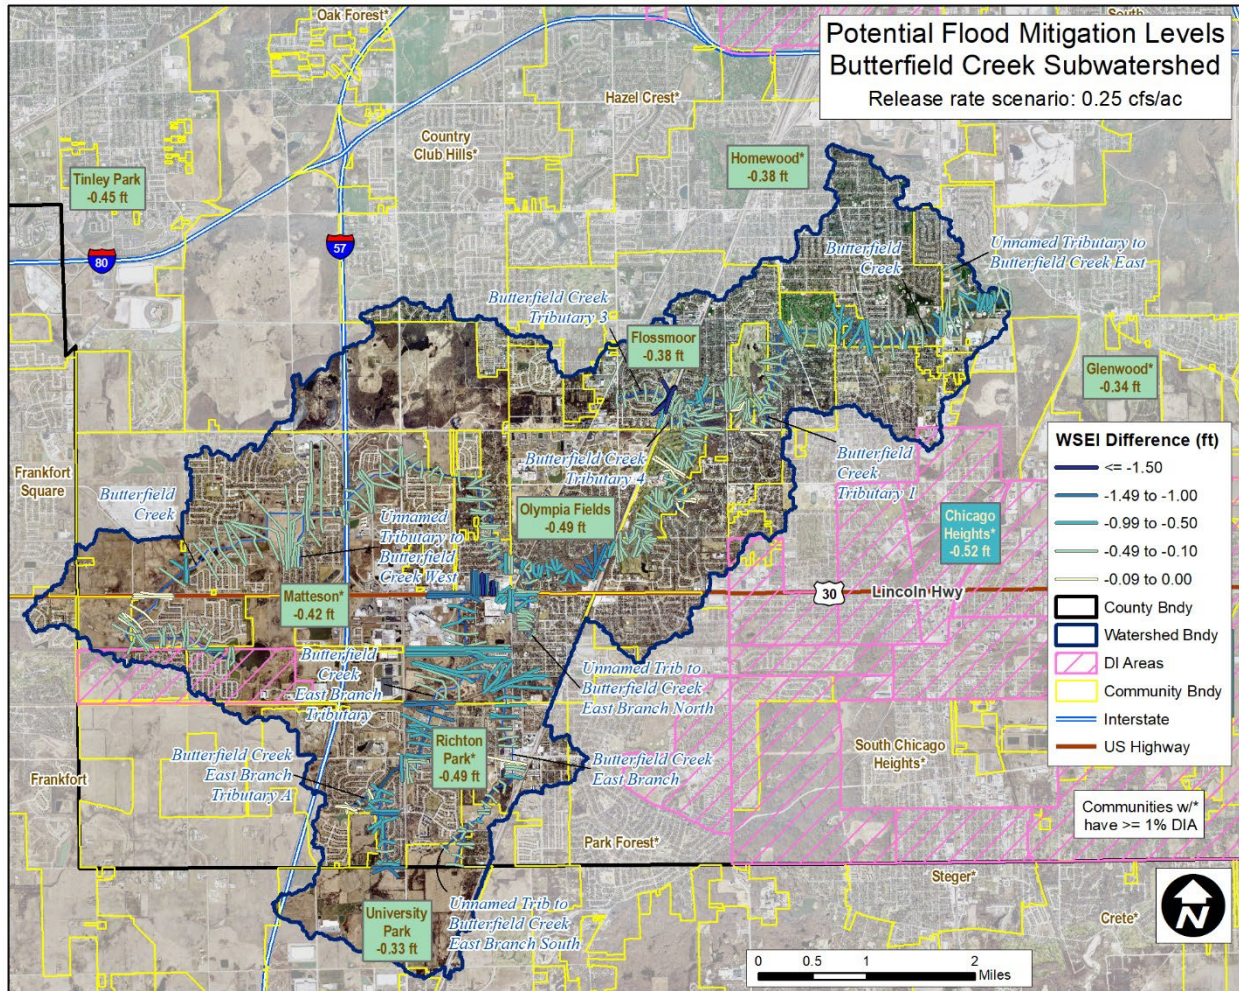 Oak Forest*
South
Potential Flood Mitigation Levels
Butterfield Creek Subwatershed
Release rate scenario: 0.25 cfs/ac
Hazel Crest*
Country
Club Hills*
Homewood*
-0.38 ft
Tinley Park
-0.45 ft
57
80
Butterfield
Creek
Unnamed Tributary to
Butterfield Creek East
Butterfield Creek
Tributary 3
Flossmoor
-0.38 ft
Glenwood*
-0.34 ft
Frankfort
Square
Butterfield
Creek
Butterfield Creek
Tributary 4
Butterfield
Creek
Tributary 1
Unnamed
Tributary to
Butterfield
Creek West
Olympia Fields
-0.49 ft
Chicago
Heights*
-0.52 ft
Matteson*
-0.42 ft
30
Lincoln Hwy
Butterfield
Creek
East Branch
Tributary
Unnamed Trib to
Butterfield Creek
East Branch North
Richton
Park*
-0.49 ft
Butterfield Creek
East Branch
Butterfield Creek
East Branch
Tributary A
Frankfort
South Chicago
Heights*
Park Forest*
Steger*
Crete*
University
Park
-0.33 ft
Unnamed Trib to
Butterfield Creek
East Branch South
WSEI Difference (ft)
<= -1.50
-1.49 to -1.00
-0.99 to -0.50
-0.49 to -0.10
-0.09 to 0.00
County Bndy
Watershed Bndy
DI Areas
Community Bndy
Interstate
US Highway
Communities w/*
have >= 1% DIA
N
0 0.5 1 2
Miles